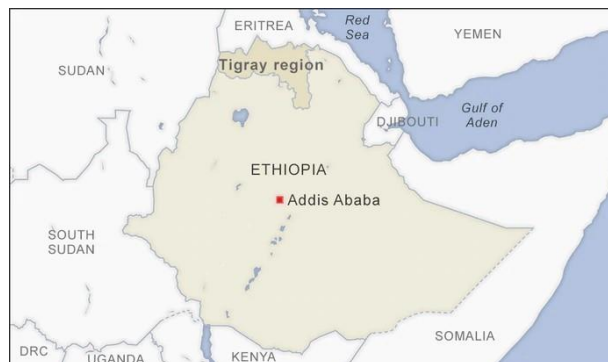 ERITREA
Red
Sea
YEMEN
SUDAN
Tigray region
Gulf of
Aden
DJIBOUTI
ETHIOPIA
Addis Ababa
SOUTH
SUDAN
SOMALIA
DRC
UGANDA
KENYA